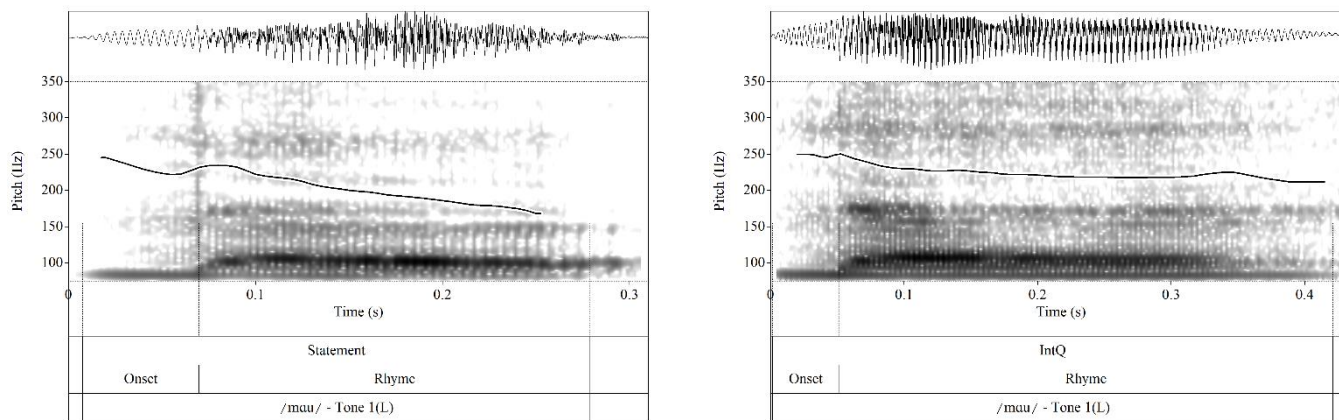 350
300
250
200
150
100
Pitch (Hz)
0 0.1 0.2 0.3
Time (s)
Statement
Onset Rhyme
/mau/ - Tone 1(L)
350
300
250
200
150
100
Pitch (Hz)
0 0.1 0.2 0.3 0.4
Time (s)
IntQ
Onset Rhyme
/mau/ - Tone 1(L)